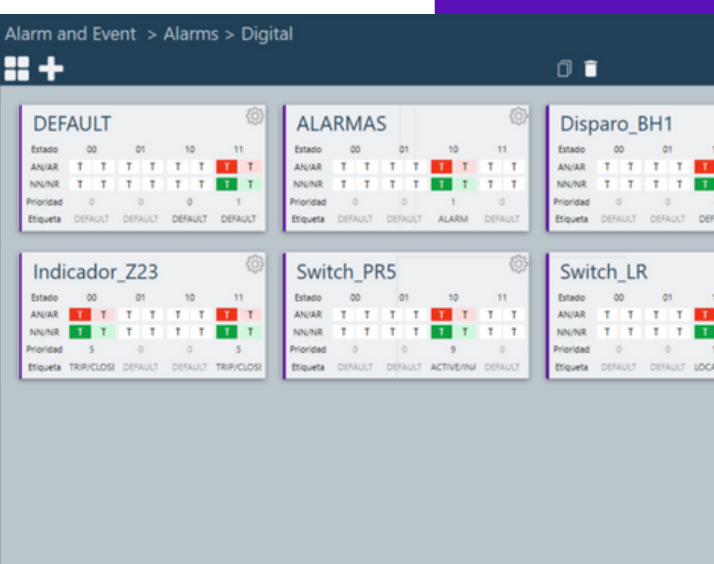 Alarm and Event > Alarms > Digital
DEFAULT
Estado 00 01 10 11
AN/AR T T T T T T T T
NN/NR T T T T T T T T
Prioridad 0 0 0 1
Etiqueta DEFAULT DEFAULT DEFAULT DEFAULT
ALARMAS
Estado 00 01 10 11
AN/AR T T T T T T T T
NN/NR T T T T T T T T
Prioridad 0 0 1 0
Etiqueta DEFAULT DEFAULT ALARM DEFAULT
Disparo_BH1
Estado 00 01 1
AN/AR T T T T T
NN/NR T T T T T
Prioridad 0 0
Etiqueta DEFAULT DEFAULT DEF
Indicador_Z23
Estado 00 01 10 11
AN/AR T T T T T T T T
NN/NR T T T T T T T T
Prioridad 5 0 0 5
Etiqueta TRIP/CLOSI DEFAULT DEFAULT TRIP/CLOSI
Switch_PR5
Estado 00 01 10 11
AN/AR T T T T T T T T
NN/NR T T T T T T T T
Prioridad 0 0 9 0
Etiqueta DEFAULT DEFAULT ACTIVE/INA DEFAULT
Switch_LR
Estado 00 01 1
AN/AR T T T T T
NN/NR T T T T T
Prioridad 0 0
Etiqueta DEFAULT DEFAULT LOCA